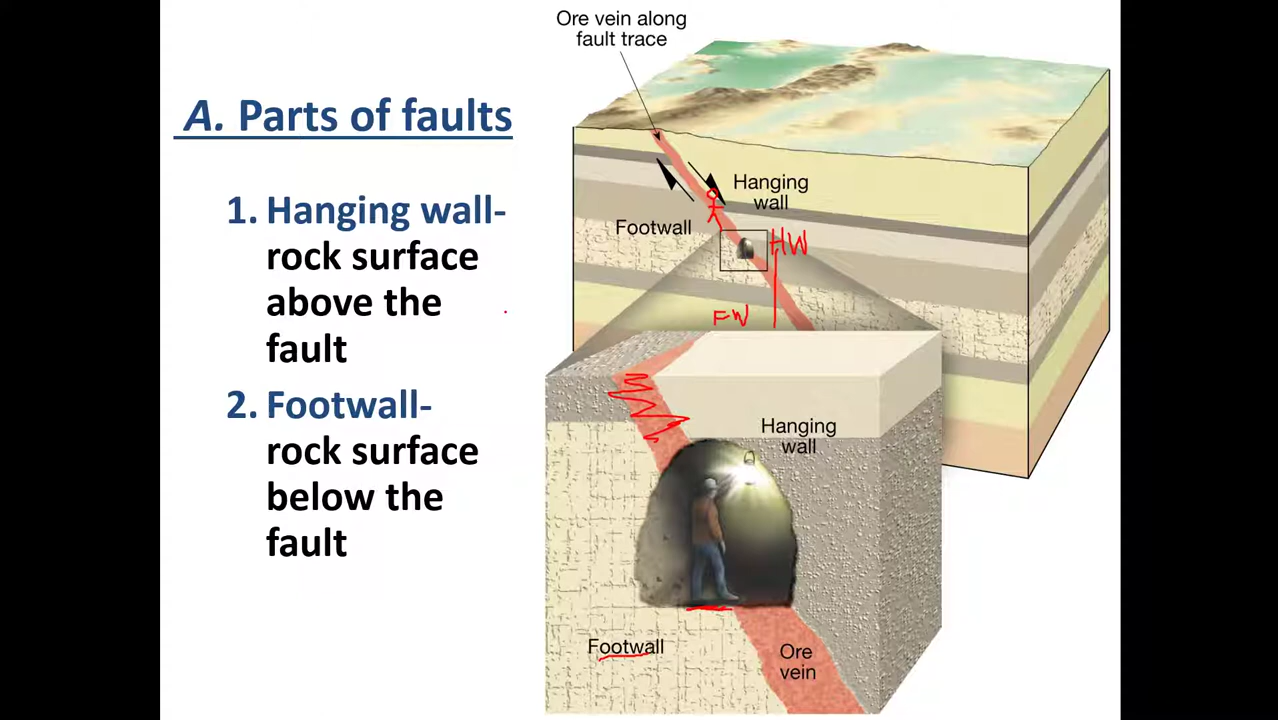 A. Parts of faults
1. Hanging wall-
rock surface
above the
fault
2. Footwall-
rock surface
below the
fault
Ore vein along
fault trace
Hanging
wall
Footwall
HW
FW
Hanging
wall
Footwall
Ore
vein